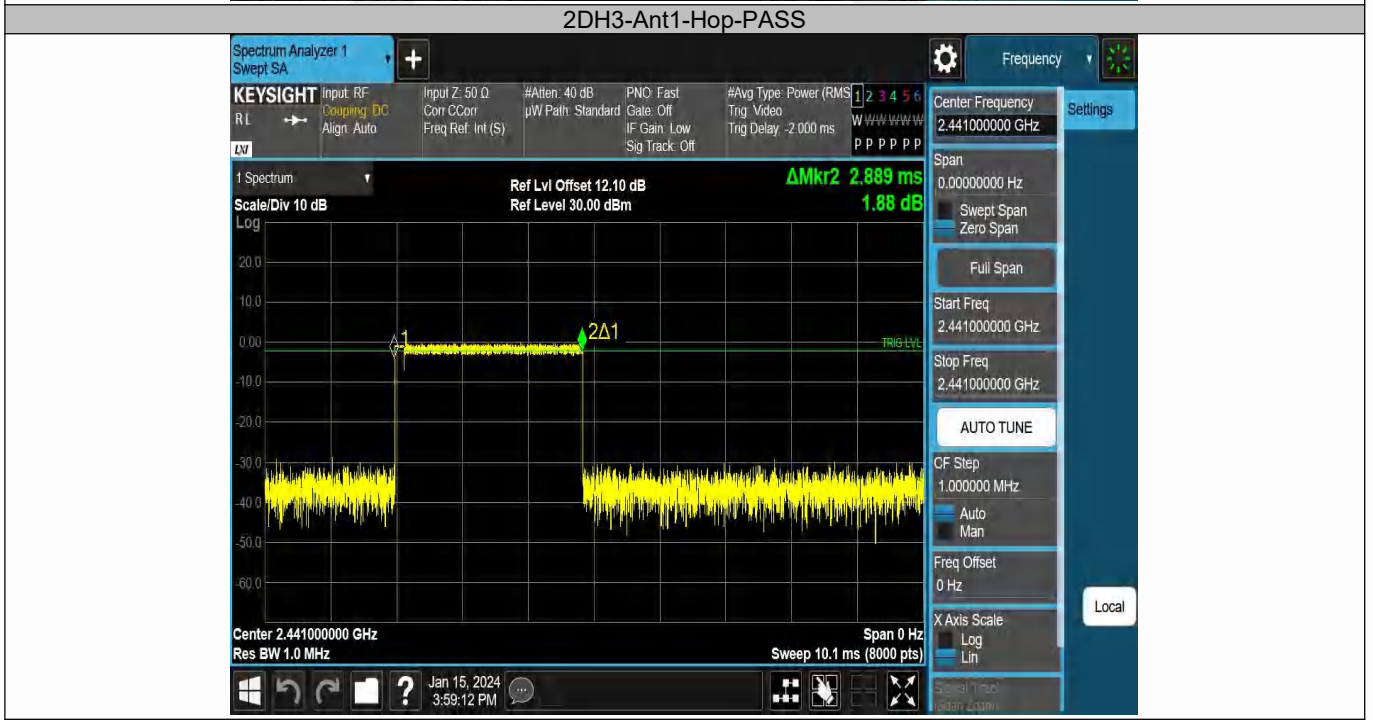 2DH3-Ant1-Hop-PASS
Spectrum Analyzer 1
Swept SA
Frequency
KEYSIGHT
RL
LXI
Input: RF
Coupling: DC
Align: Auto
Input Z: 50 Ω
Corr CCorr
Freq Ref: Int (S)
#Atten: 40 dB
µW Path: Standard
PNO: Fast
Gate: Off
IF Gain: Low
Sig Track: Off
#Avg Type: Power (RMS
Trig: Video
Trig Delay: -2.000 ms
1 2 3 4 5 6
W W W W W W
P P P P P P
1 Spectrum
Scale/Div 10 dB
Ref Lvl Offset 12.10 dB
Ref Level 30.00 dBm
ΔMkr2 2.889 ms
1.88 dB
Log
20.0
10.0
0.00
-10.0
-20.0
-30.0
-40.0
-50.0
-60.0
1
2Δ1
TRIG LVL
Center 2.441000000 GHz
Res BW 1.0 MHz
Span 0 Hz
Sweep 10.1 ms (8000 pts)
Center Frequency
2.441000000 GHz
Settings
Span
0.00000000 Hz
Swept Span
Zero Span
Full Span
Start Freq
2.441000000 GHz
Stop Freq
2.441000000 GHz
AUTO TUNE
CF Step
1.000000 MHz
Auto
Man
Freq Offset
0 Hz
X Axis Scale
Log
Lin
Signal Track
(Span Zoom)
Local
Jan 15, 2024
3:59:12 PM